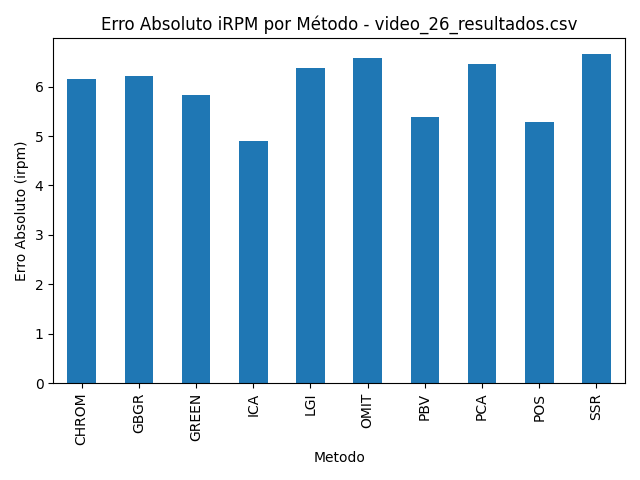 Erro Absoluto iRPM por Método - video_26_resultados.csv
Erro Absoluto (irpm)
6
5
4
3
2
1
0
CHROM
GBGR
GREEN
ICA
LGI
OMIT
PBV
PCA
POS
SSR
Metodo